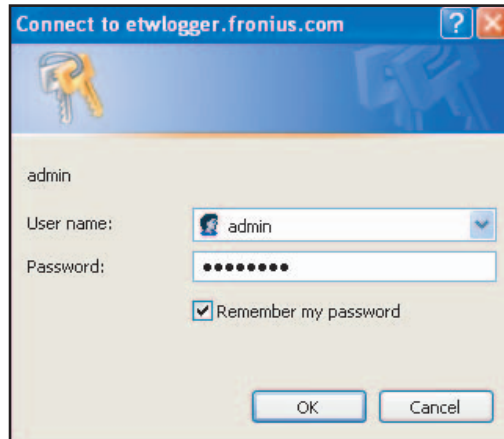 Connect to etwlogger.fronius.com
admin
User name:
admin
Password:
●●●●●●●●
Remember my password
OK
Cancel